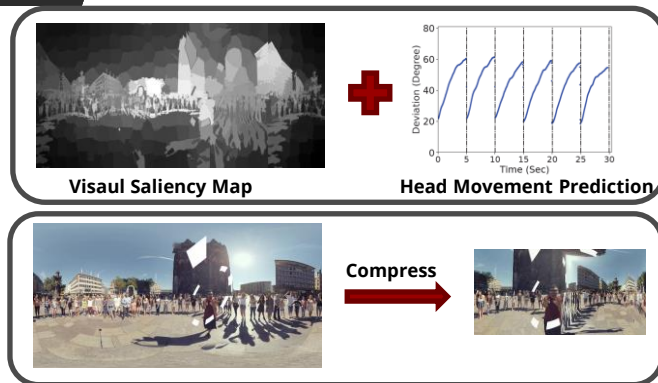 80
60
40
20
0
Deviation (Degree)
0 5 10 15 20 25 30
Time (Sec)
Visaul Saliency Map
Head Movement Prediction
Compress